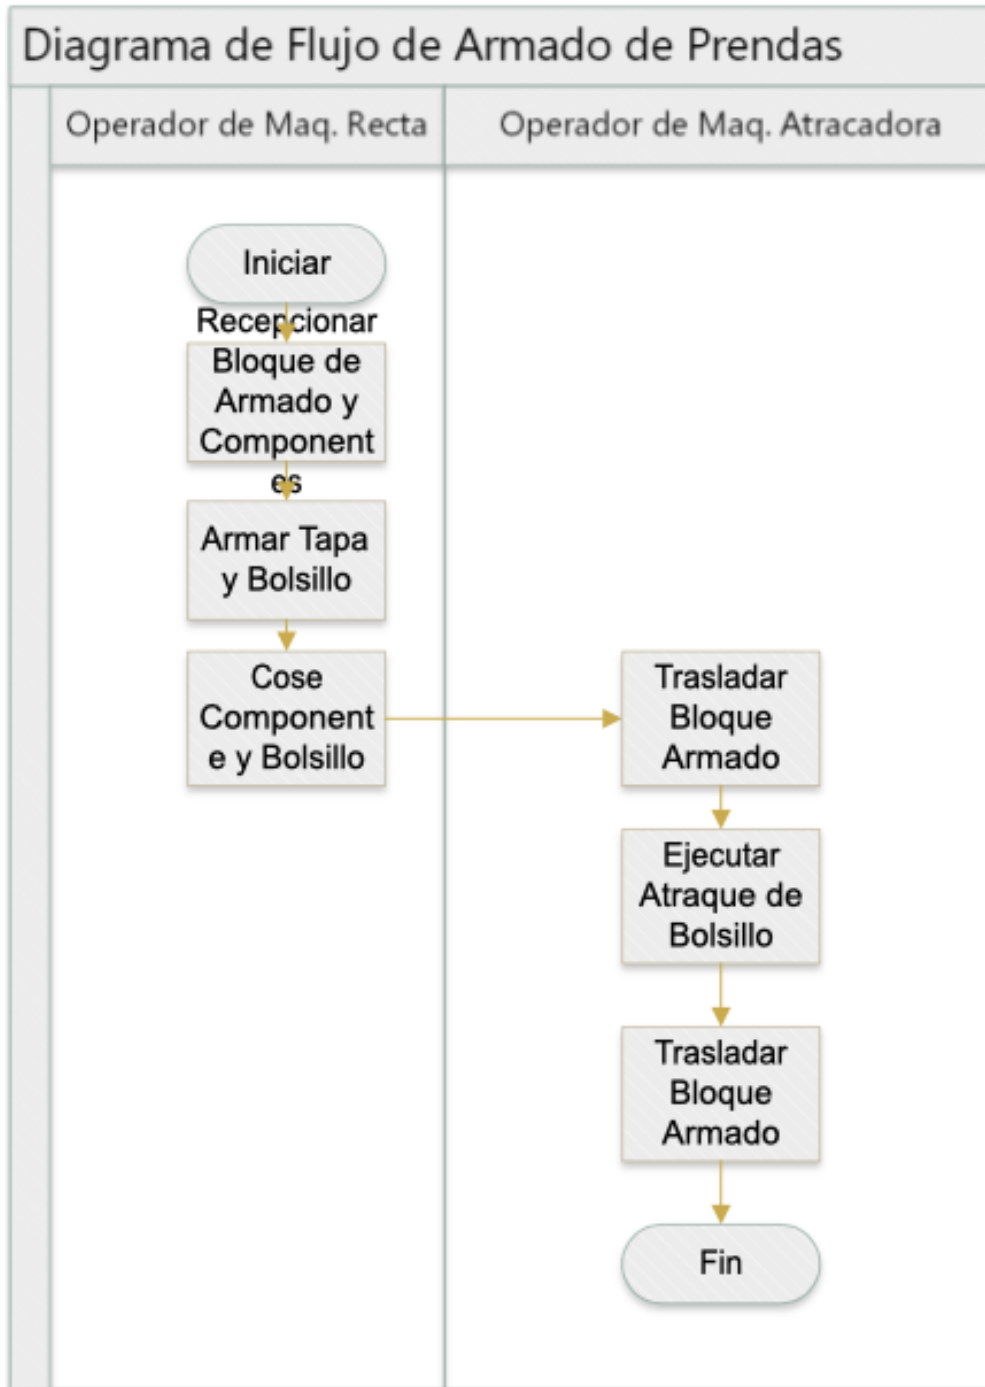 Diagrama de Flujo de Armado de Prendas
Operador de Maq. Recta
Operador de Maq. Atracadora
Iniciar
Recepcionar
Bloque de
Armado y
Component
es
Armar Tapa
y Bolsillo
Cose
Component
e y Bolsillo
Trasladar
Bloque
Armado
Ejecutar
Atraque de
Bolsillo
Trasladar
Bloque
Armado
Fin